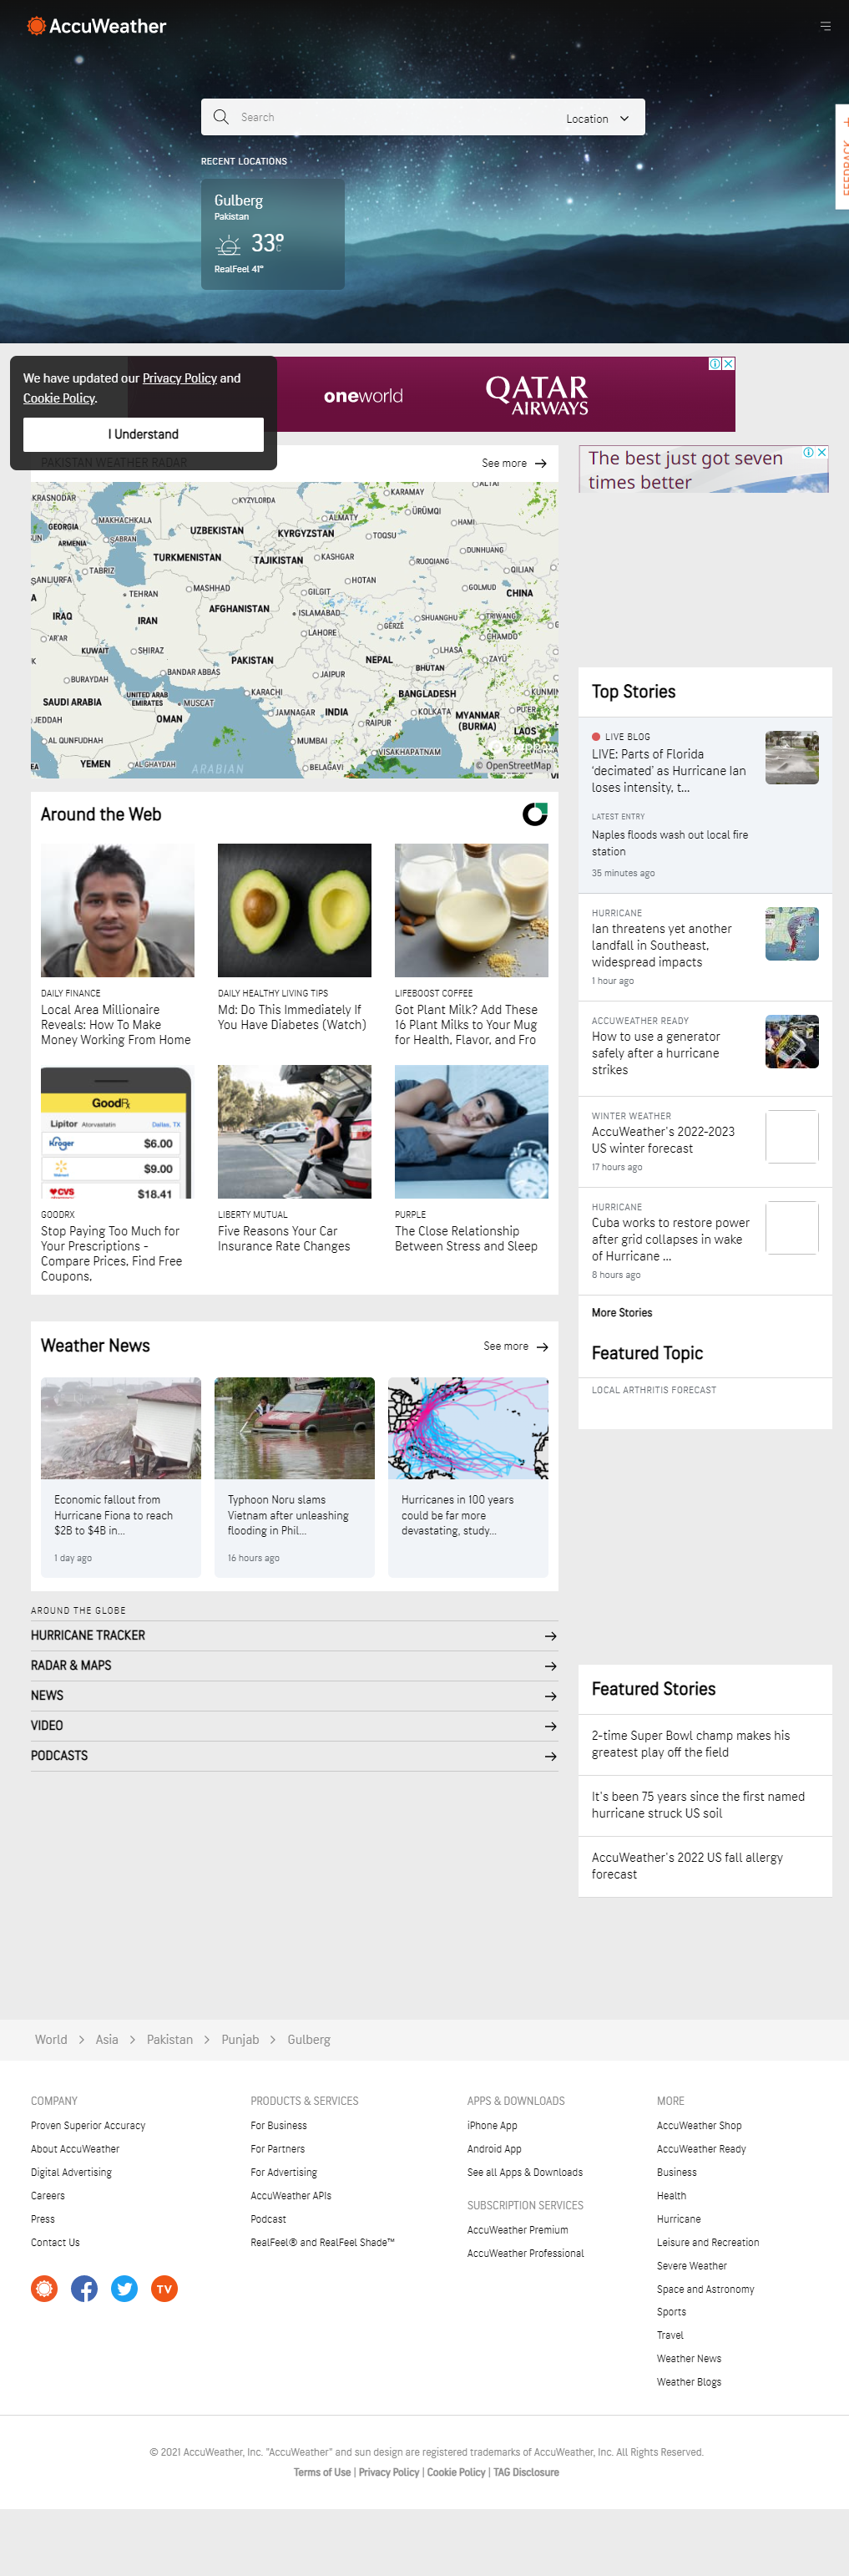 AccuWeather
Search
Location
FEEDBACK
RECENT LOCATIONS
Gulberg
Pakistan
33°
C
RealFeel 41°
We have updated our Privacy Policy and
Cookie Policy.
I Understand
oneworld
QATAR
AIRWAYS
PAKISTAN WEATHER RADAR
See more
The best just got seven
times better
KRASNODAR
KYZYLORDA
KARAMAY
ALTAI
MAKHACHKALA
ALMATY
ÜRÜMQI
HAMI
GEORGIA
UZBEKISTAN
KYRGYZSTAN
TOQSU
ARMENIA
SABRAN
TURKMENISTAN
TAJIKISTAN
KASHGAR
DUNHUANG
RUOQIANG
TABRIZ
QILIAN
ŞANLIURFA
MASHHAD
HOTAN
GOLMUD
TEHRAN
GILGIT
CHINA
AFGHANISTAN
ISLAMABAD
IRAQ
IRAN
GÊRZÊ
SHUANGHU
TRIWANG
LAHORE
CHAMDO
AR'AR
KUWAIT
SHIRAZ
LHASA
PAKISTAN
NEPAL
ZAYÜ
BHUTAN
BURAYDAH
BANDAR ABBAS
JAIPUR
UNITED ARAB
EMIRATES
KARACHI
BANGLADESH
KUNMIN
SAUDI ARABIA
MUSCAT
JAMNAGAR
INDIA
KOLKATA
MYANMAR
(BURMA)
PUTER
JEDDAH
OMAN
RAIPUR
LAOS
AL QUNFUDHAH
MUMBAI
VISAKHAPATNAM
YEMEN
AL GHAYDAH
ARABIAN
BELAGĀVI
© OpenStreetMap
Top Stories
LIVE BLOG
LIVE: Parts of Florida
‘decimated’ as Hurricane Ian
loses intensity, t...
LATEST ENTRY
Naples floods wash out local fire
station
35 minutes ago
HURRICANE
Ian threatens yet another
landfall in Southeast,
widespread impacts
1 hour ago
ACCUWEATHER READY
How to use a generator
safely after a hurricane
strikes
WINTER WEATHER
AccuWeather's 2022-2023
US winter forecast
17 hours ago
HURRICANE
Cuba works to restore power
after grid collapses in wake
of Hurricane ...
8 hours ago
More Stories
Featured Topic
LOCAL ARTHRITIS FORECAST
Around the Web
DAILY FINANCE
Local Area Millionaire
Reveals: How To Make
Money Working From Home
DAILY HEALTHY LIVING TIPS
Md: Do This Immediately If
You Have Diabetes (Watch)
LIFEBOOST COFFEE
Got Plant Milk? Add These
16 Plant Milks to Your Mug
for Health, Flavor, and Fro
GoodRx
Lipitor Atorvastatin Dallas, TX
Kroger $6.00
Walmart $9.00
CVS $18.41
GOODRX
Stop Paying Too Much for
Your Prescriptions -
Compare Prices, Find Free
Coupons,
LIBERTY MUTUAL
Five Reasons Your Car
Insurance Rate Changes
PURPLE
The Close Relationship
Between Stress and Sleep
Weather News
See more
Economic fallout from
Hurricane Fiona to reach
$2B to $4B in...
1 day ago
Typhoon Noru slams
Vietnam after unleashing
flooding in Phil...
16 hours ago
Hurricanes in 100 years
could be far more
devastating, study...
AROUND THE GLOBE
HURRICANE TRACKER
RADAR & MAPS
NEWS
VIDEO
PODCASTS
Featured Stories
2-time Super Bowl champ makes his
greatest play off the field
It's been 75 years since the first named
hurricane struck US soil
AccuWeather's 2022 US fall allergy
forecast
World > Asia > Pakistan > Punjab > Gulberg
COMPANY
Proven Superior Accuracy
About AccuWeather
Digital Advertising
Careers
Press
Contact Us
TV
PRODUCTS & SERVICES
For Business
For Partners
For Advertising
AccuWeather APIs
Podcast
RealFeel® and RealFeel Shade™
APPS & DOWNLOADS
iPhone App
Android App
See all Apps & Downloads
SUBSCRIPTION SERVICES
AccuWeather Premium
AccuWeather Professional
MORE
AccuWeather Shop
AccuWeather Ready
Business
Health
Hurricane
Leisure and Recreation
Severe Weather
Space and Astronomy
Sports
Travel
Weather News
Weather Blogs
© 2021 AccuWeather, Inc. "AccuWeather" and sun design are registered trademarks of AccuWeather, Inc. All Rights Reserved.
Terms of Use | Privacy Policy | Cookie Policy | TAG Disclosure